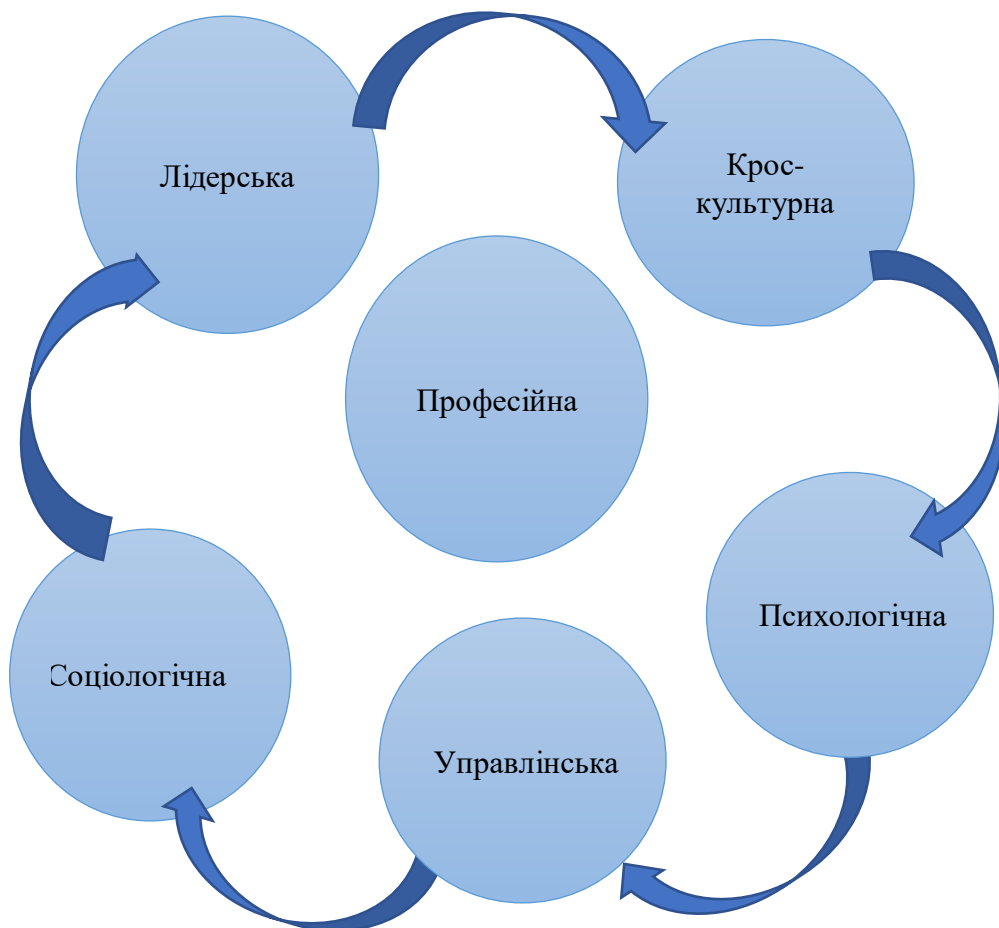 Лідерська
Крос-
культурна
Професійна
Психологічна
Управлінська
Соціологічна